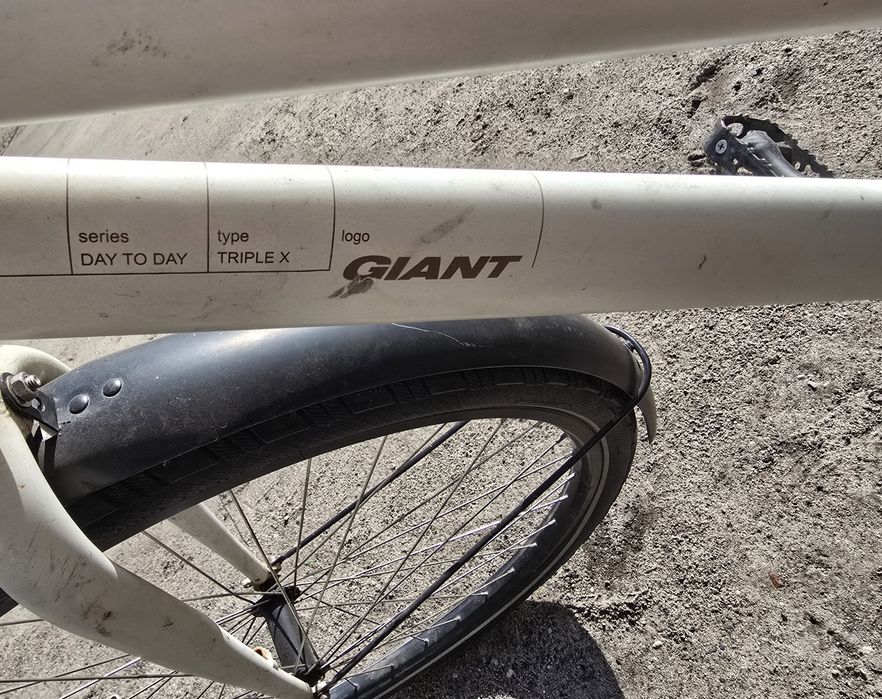 series
DAY TO DAY
type
TRIPLE X
logo
GIANT